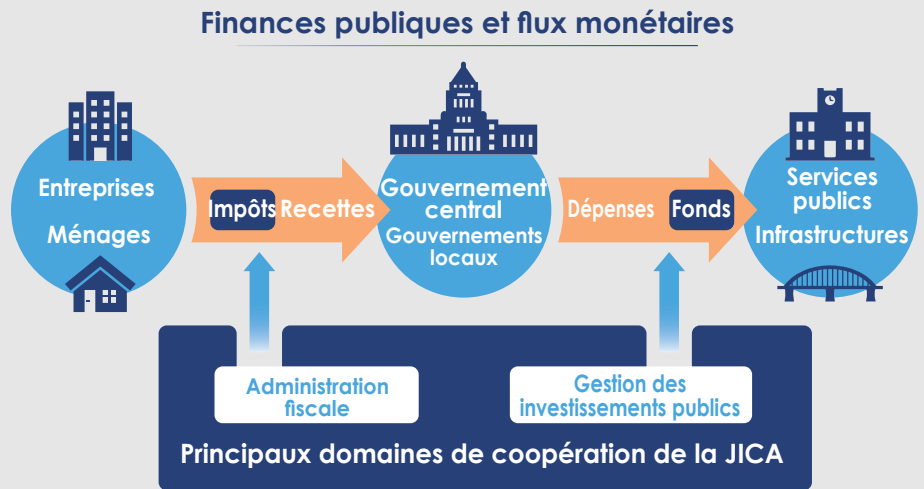 Finances publiques et flux monétaires
Entreprises
Ménages
Impôts Recettes
Gouvernement
central
Gouvernements
locaux
Dépenses Fonds
Services
publics
Infrastructures
Administration
fiscale
Gestion des
investissements publics
Principaux domaines de coopération de la JICA